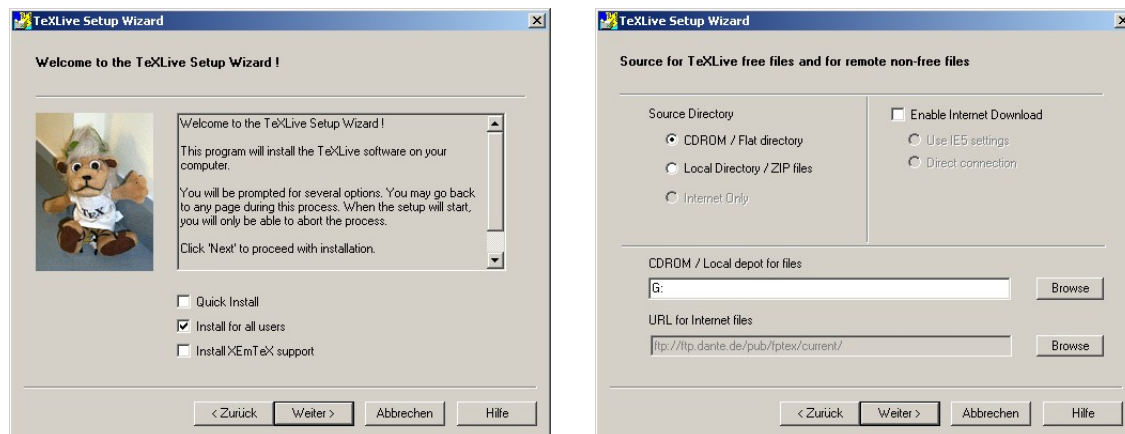 TeXLive Setup Wizard
Welcome to the TeXLive Setup Wizard !
TeX
Welcome to the TeXLive Setup Wizard !
This program will install the TeXLive software on your
computer.
You will be prompted for several options. You may go back
to any page during this process. When the setup will start,
you will only be able to abort the process.
Click 'Next' to proceed with installation.
Quick Install
Install for all users
Install XEmTeX support
< Zurück
Weiter >
Abbrechen
Hilfe
TeXLive Setup Wizard
Source for TeXLive free files and for remote non-free files
Source Directory
CDROM / Flat directory
Local Directory / ZIP files
Internet Only
Enable Internet Download
Use IE5 settings
Direct connection
CDROM / Local depot for files
G:
Browse
URL for Internet files
ftp://ftp.dante.de/pub/fptex/current/
Browse
< Zurück
Weiter >
Abbrechen
Hilfe